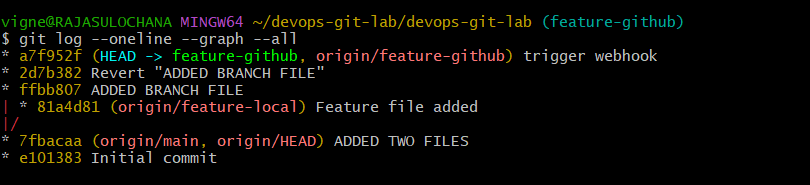 vigne@RAJASULOCHANA MINGW64 ~/devops-git-lab/devops-git-lab (feature-github)
$ git log --oneline --graph --all
* a7f952f (HEAD -> feature-github, origin/feature-github) trigger webhook
* 2d7b382 Revert "ADDED BRANCH FILE"
* ffbb807 ADDED BRANCH FILE
| * 81a4d81 (origin/feature-local) Feature file added
|/
* 7fbacaa (origin/main, origin/HEAD) ADDED TWO FILES
* e101383 Initial commit